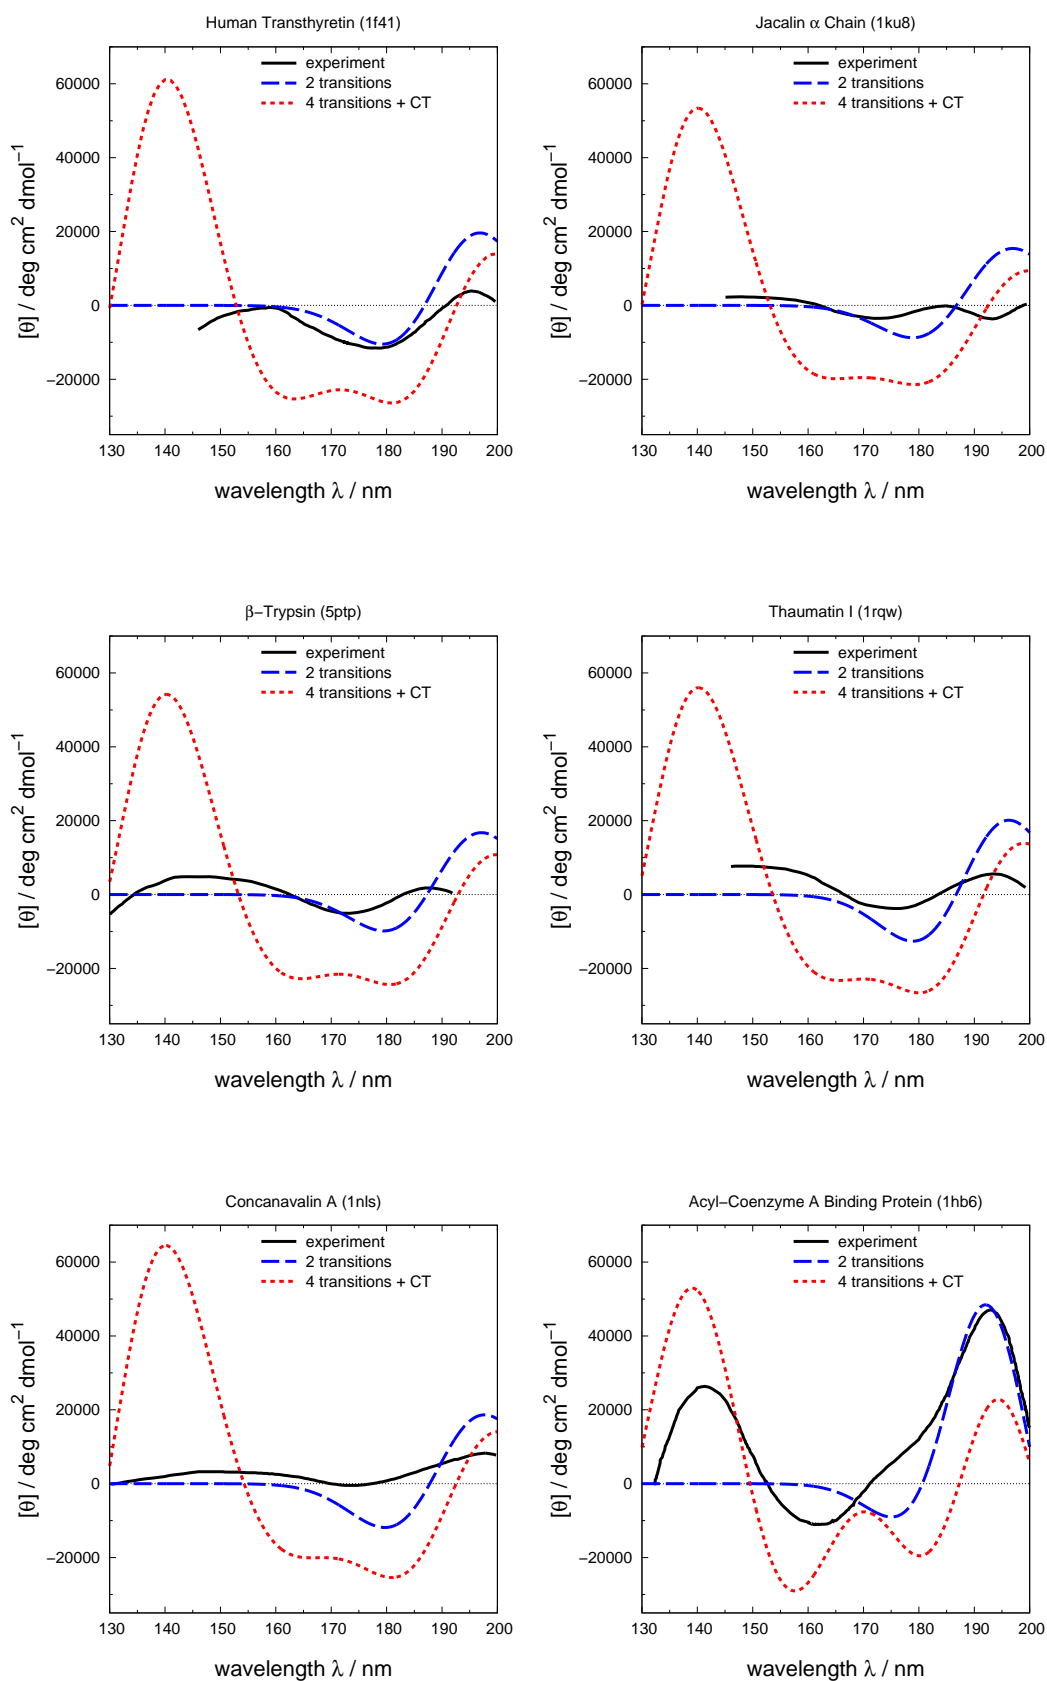 Human Transthyretin (1f41)
experiment
2 transitions
4 transitions + CT
60000
40000
20000
0
−20000
130 140 150 160 170 180 190 200
[θ] / deg cm² dmol⁻¹
wavelength λ / nm
Jacalin α Chain (1ku8)
experiment
2 transitions
4 transitions + CT
60000
40000
20000
0
−20000
130 140 150 160 170 180 190 200
[θ] / deg cm² dmol⁻¹
wavelength λ / nm
β−Trypsin (5ptp)
experiment
2 transitions
4 transitions + CT
60000
40000
20000
0
−20000
130 140 150 160 170 180 190 200
[θ] / deg cm² dmol⁻¹
wavelength λ / nm
Thaumatin I (1rqw)
experiment
2 transitions
4 transitions + CT
60000
40000
20000
0
−20000
130 140 150 160 170 180 190 200
[θ] / deg cm² dmol⁻¹
wavelength λ / nm
Concanavalin A (1nls)
experiment
2 transitions
4 transitions + CT
60000
40000
20000
0
−20000
130 140 150 160 170 180 190 200
[θ] / deg cm² dmol⁻¹
wavelength λ / nm
Acyl−Coenzyme A Binding Protein (1hb6)
experiment
2 transitions
4 transitions + CT
60000
40000
20000
0
−20000
130 140 150 160 170 180 190 200
[θ] / deg cm² dmol⁻¹
wavelength λ / nm